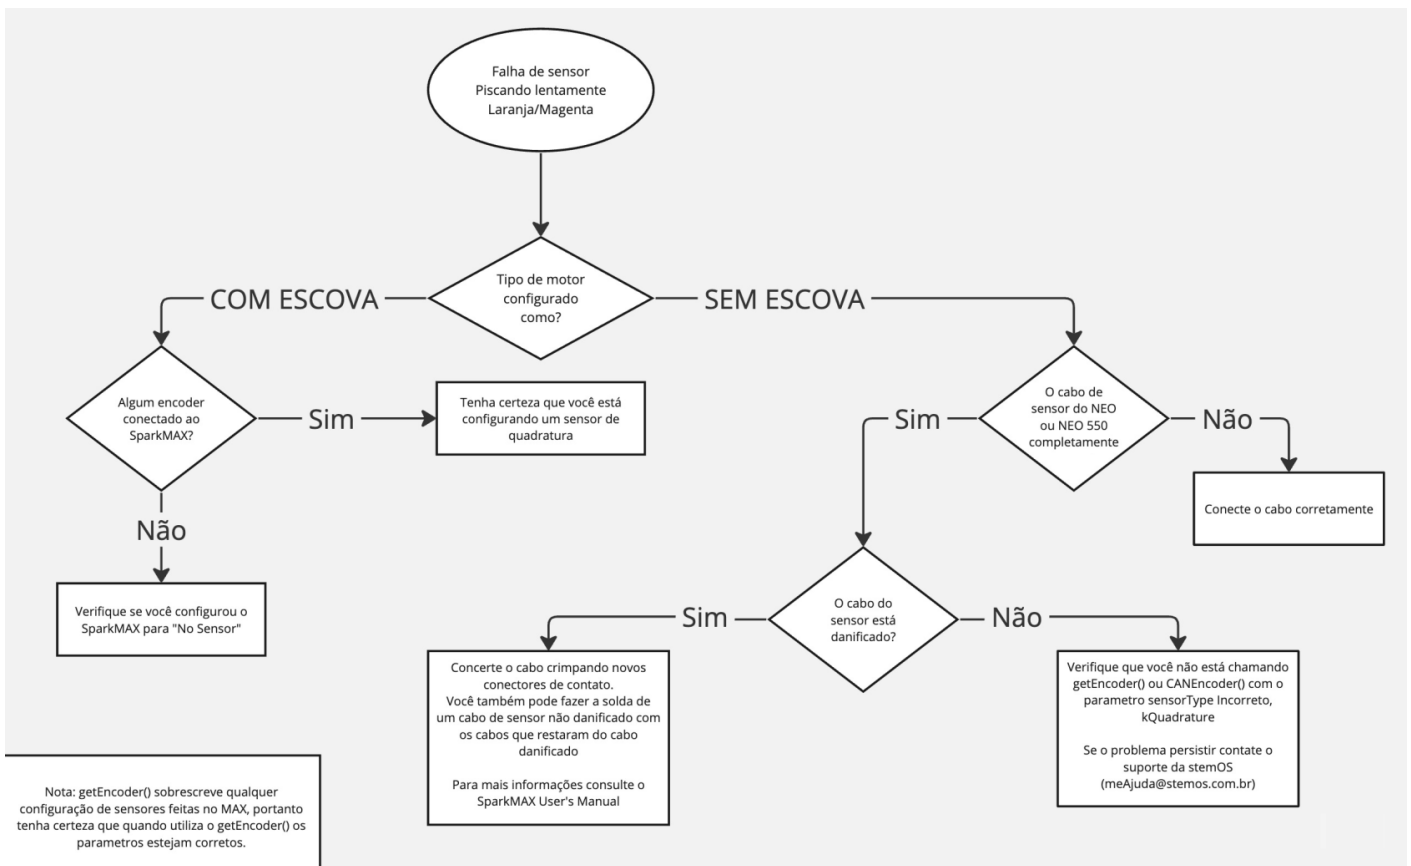 Falha de sensor
Piscando lentamente
Laranja/Magenta
Tipo de motor
configurado
como?
COM ESCOVA
SEM ESCOVA
Algum encoder
conectado ao
SparkMAX?
Sim
Tenha certeza que você está
configurando um sensor de
quadratura
Não
Verifique se você configurou o
SparkMAX para "No Sensor"
O cabo de
sensor do NEO
ou NEO 550
completamente
Sim
Não
Conecte o cabo corretamente
O cabo do
sensor está
danificado?
Sim
Não
Concerte o cabo crimpando novos
conectores de contato.
Você também pode fazer a solda de
um cabo de sensor não danificado com
os cabos que restaram do cabo
danificado
Para mais informações consulte o
SparkMAX User's Manual
Verifique que você não está chamando
getEncoder() ou CANEncoder() com o
parametro sensorType Incorreto,
kQuadrature
Se o problema persistir contate o
suporte da stemOS
(meAjuda@stemos.com.br)
Nota: getEncoder() sobrescreve qualquer
configuração de sensores feitas no MAX, portanto
tenha certeza que quando utiliza o getEncoder() os
parametros estejam corretos.